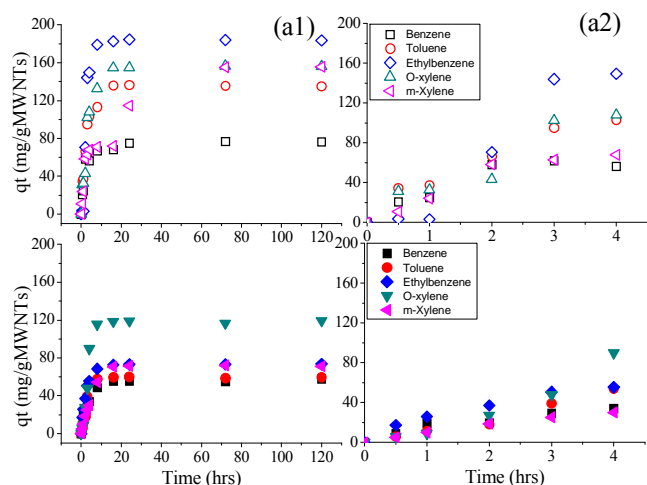 (a1)
qt (mg/gMWNTs)
200
160
120
80
40
0
0 20 40 60 80 100 120
(a2)
200
160
120
80
40
0
Benzene
Toluene
Ethylbenzene
O-xylene
m-Xylene
0 1 2 3 4
qt (mg/gMWNTs)
200
160
120
80
40
0
0 20 40 60 80 100 120
Time (hrs)
200
160
120
80
40
0
Benzene
Toluene
Ethylbenzene
O-xylene
m-Xylene
0 1 2 3 4
Time (hrs)